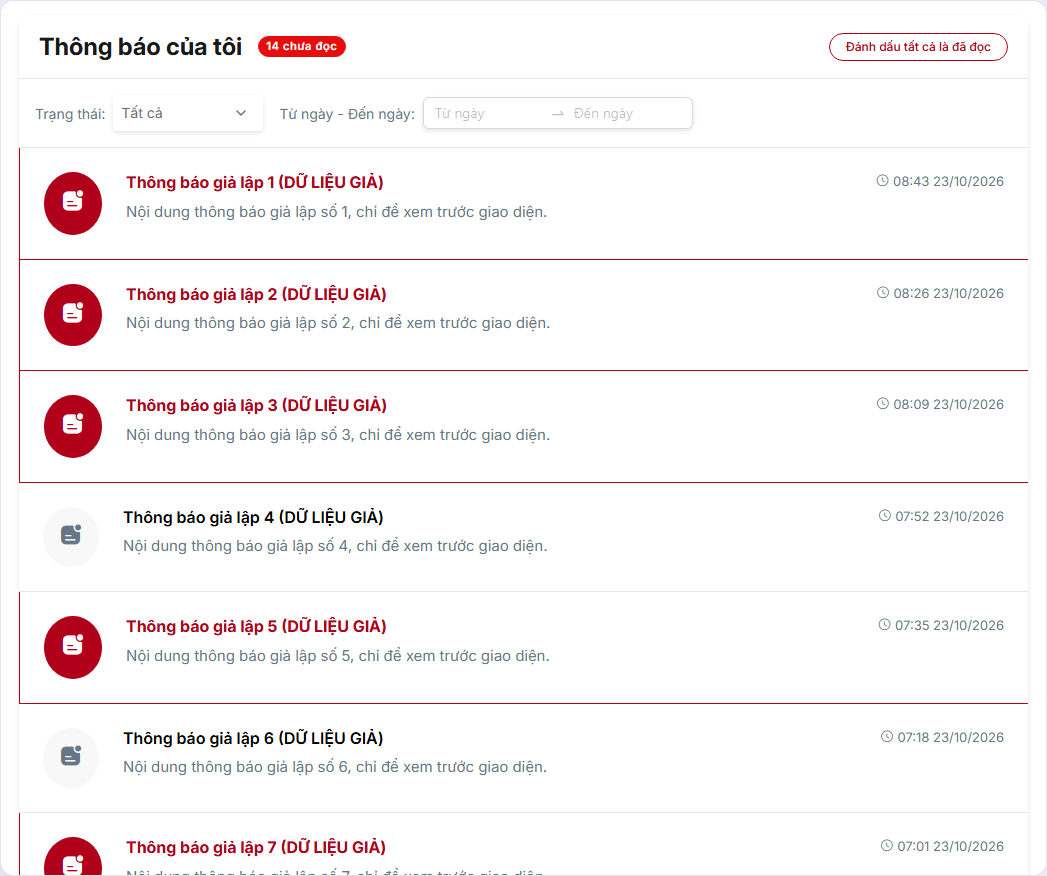 Thông báo của tôi
14 chưa đọc
Đánh dấu tất cả là đã đọc
Trạng thái: Tất cả
Từ ngày - Đến ngày: Từ ngày → Đến ngày
Thông báo giả lập 1 (DỮ LIỆU GIẢ)
08:43 23/10/2026
Nội dung thông báo giả lập số 1, chỉ để xem trước giao diện.
Thông báo giả lập 2 (DỮ LIỆU GIẢ)
08:26 23/10/2026
Nội dung thông báo giả lập số 2, chỉ để xem trước giao diện.
Thông báo giả lập 3 (DỮ LIỆU GIẢ)
08:09 23/10/2026
Nội dung thông báo giả lập số 3, chỉ để xem trước giao diện.
Thông báo giả lập 4 (DỮ LIỆU GIẢ)
07:52 23/10/2026
Nội dung thông báo giả lập số 4, chỉ để xem trước giao diện.
Thông báo giả lập 5 (DỮ LIỆU GIẢ)
07:35 23/10/2026
Nội dung thông báo giả lập số 5, chỉ để xem trước giao diện.
Thông báo giả lập 6 (DỮ LIỆU GIẢ)
07:18 23/10/2026
Nội dung thông báo giả lập số 6, chỉ để xem trước giao diện.
Thông báo giả lập 7 (DỮ LIỆU GIẢ)
07:01 23/10/2026